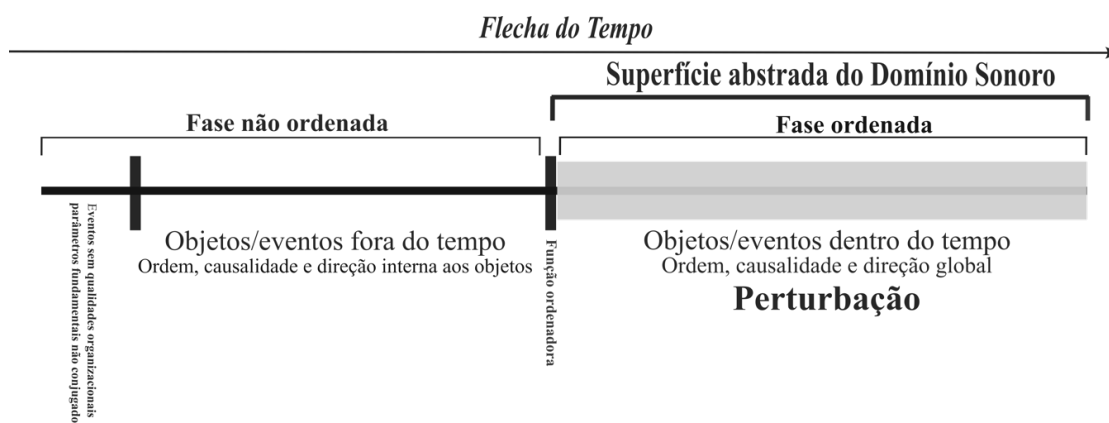 Flecha do Tempo
Superfície abstrada do Domínio Sonoro
Fase não ordenada
Fase ordenada
Eventos sem qualidades organizacionais
parâmetros fundamentais não conjugado
Objetos/eventos fora do tempo
Ordem, causalidade e direção interna aos objetos
Função ordenadora
Objetos/eventos dentro do tempo
Ordem, causalidade e direção global
Perturbação